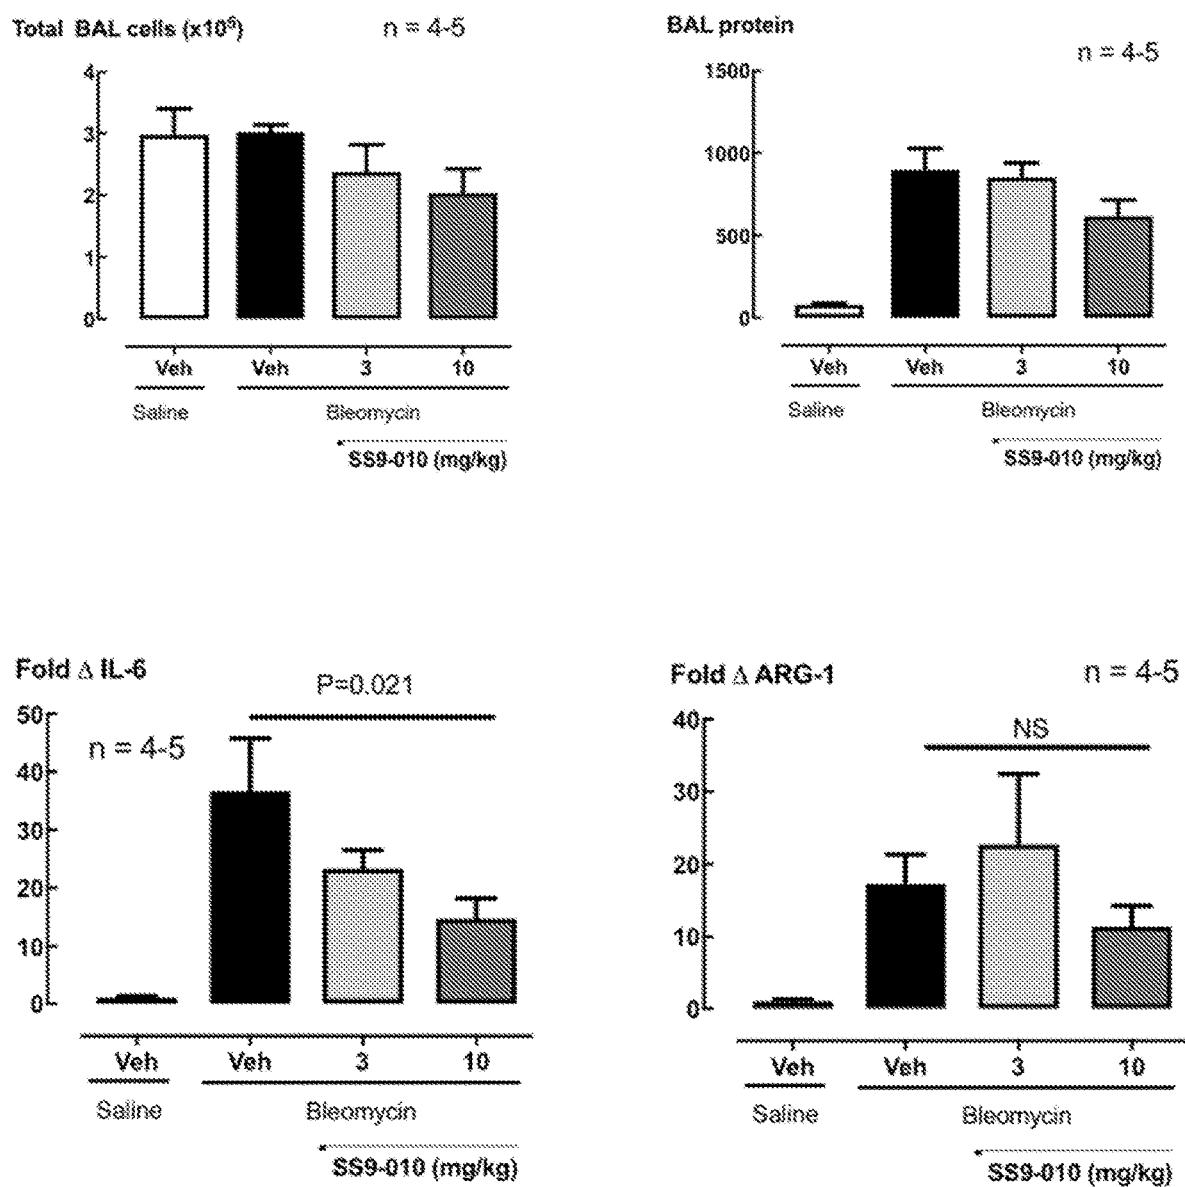 Total BAL cells (x10⁵) n = 4-5
4
3
2
1
0
Veh Veh 3 10
Saline Bleomycin
SS9-010 (mg/kg)
BAL protein
n = 4-5
1500
1000
500
0
Veh Veh 3 10
Saline Bleomycin
SS9-010 (mg/kg)
Fold Δ IL-6
P=0.021
n = 4-5
50
40
30
20
10
0
Veh Veh 3 10
Saline Bleomycin
SS9-010 (mg/kg)
Fold Δ ARG-1 n = 4-5
NS
40
30
20
10
0
Veh Veh 3 10
Saline Bleomycin
SS9-010 (mg/kg)